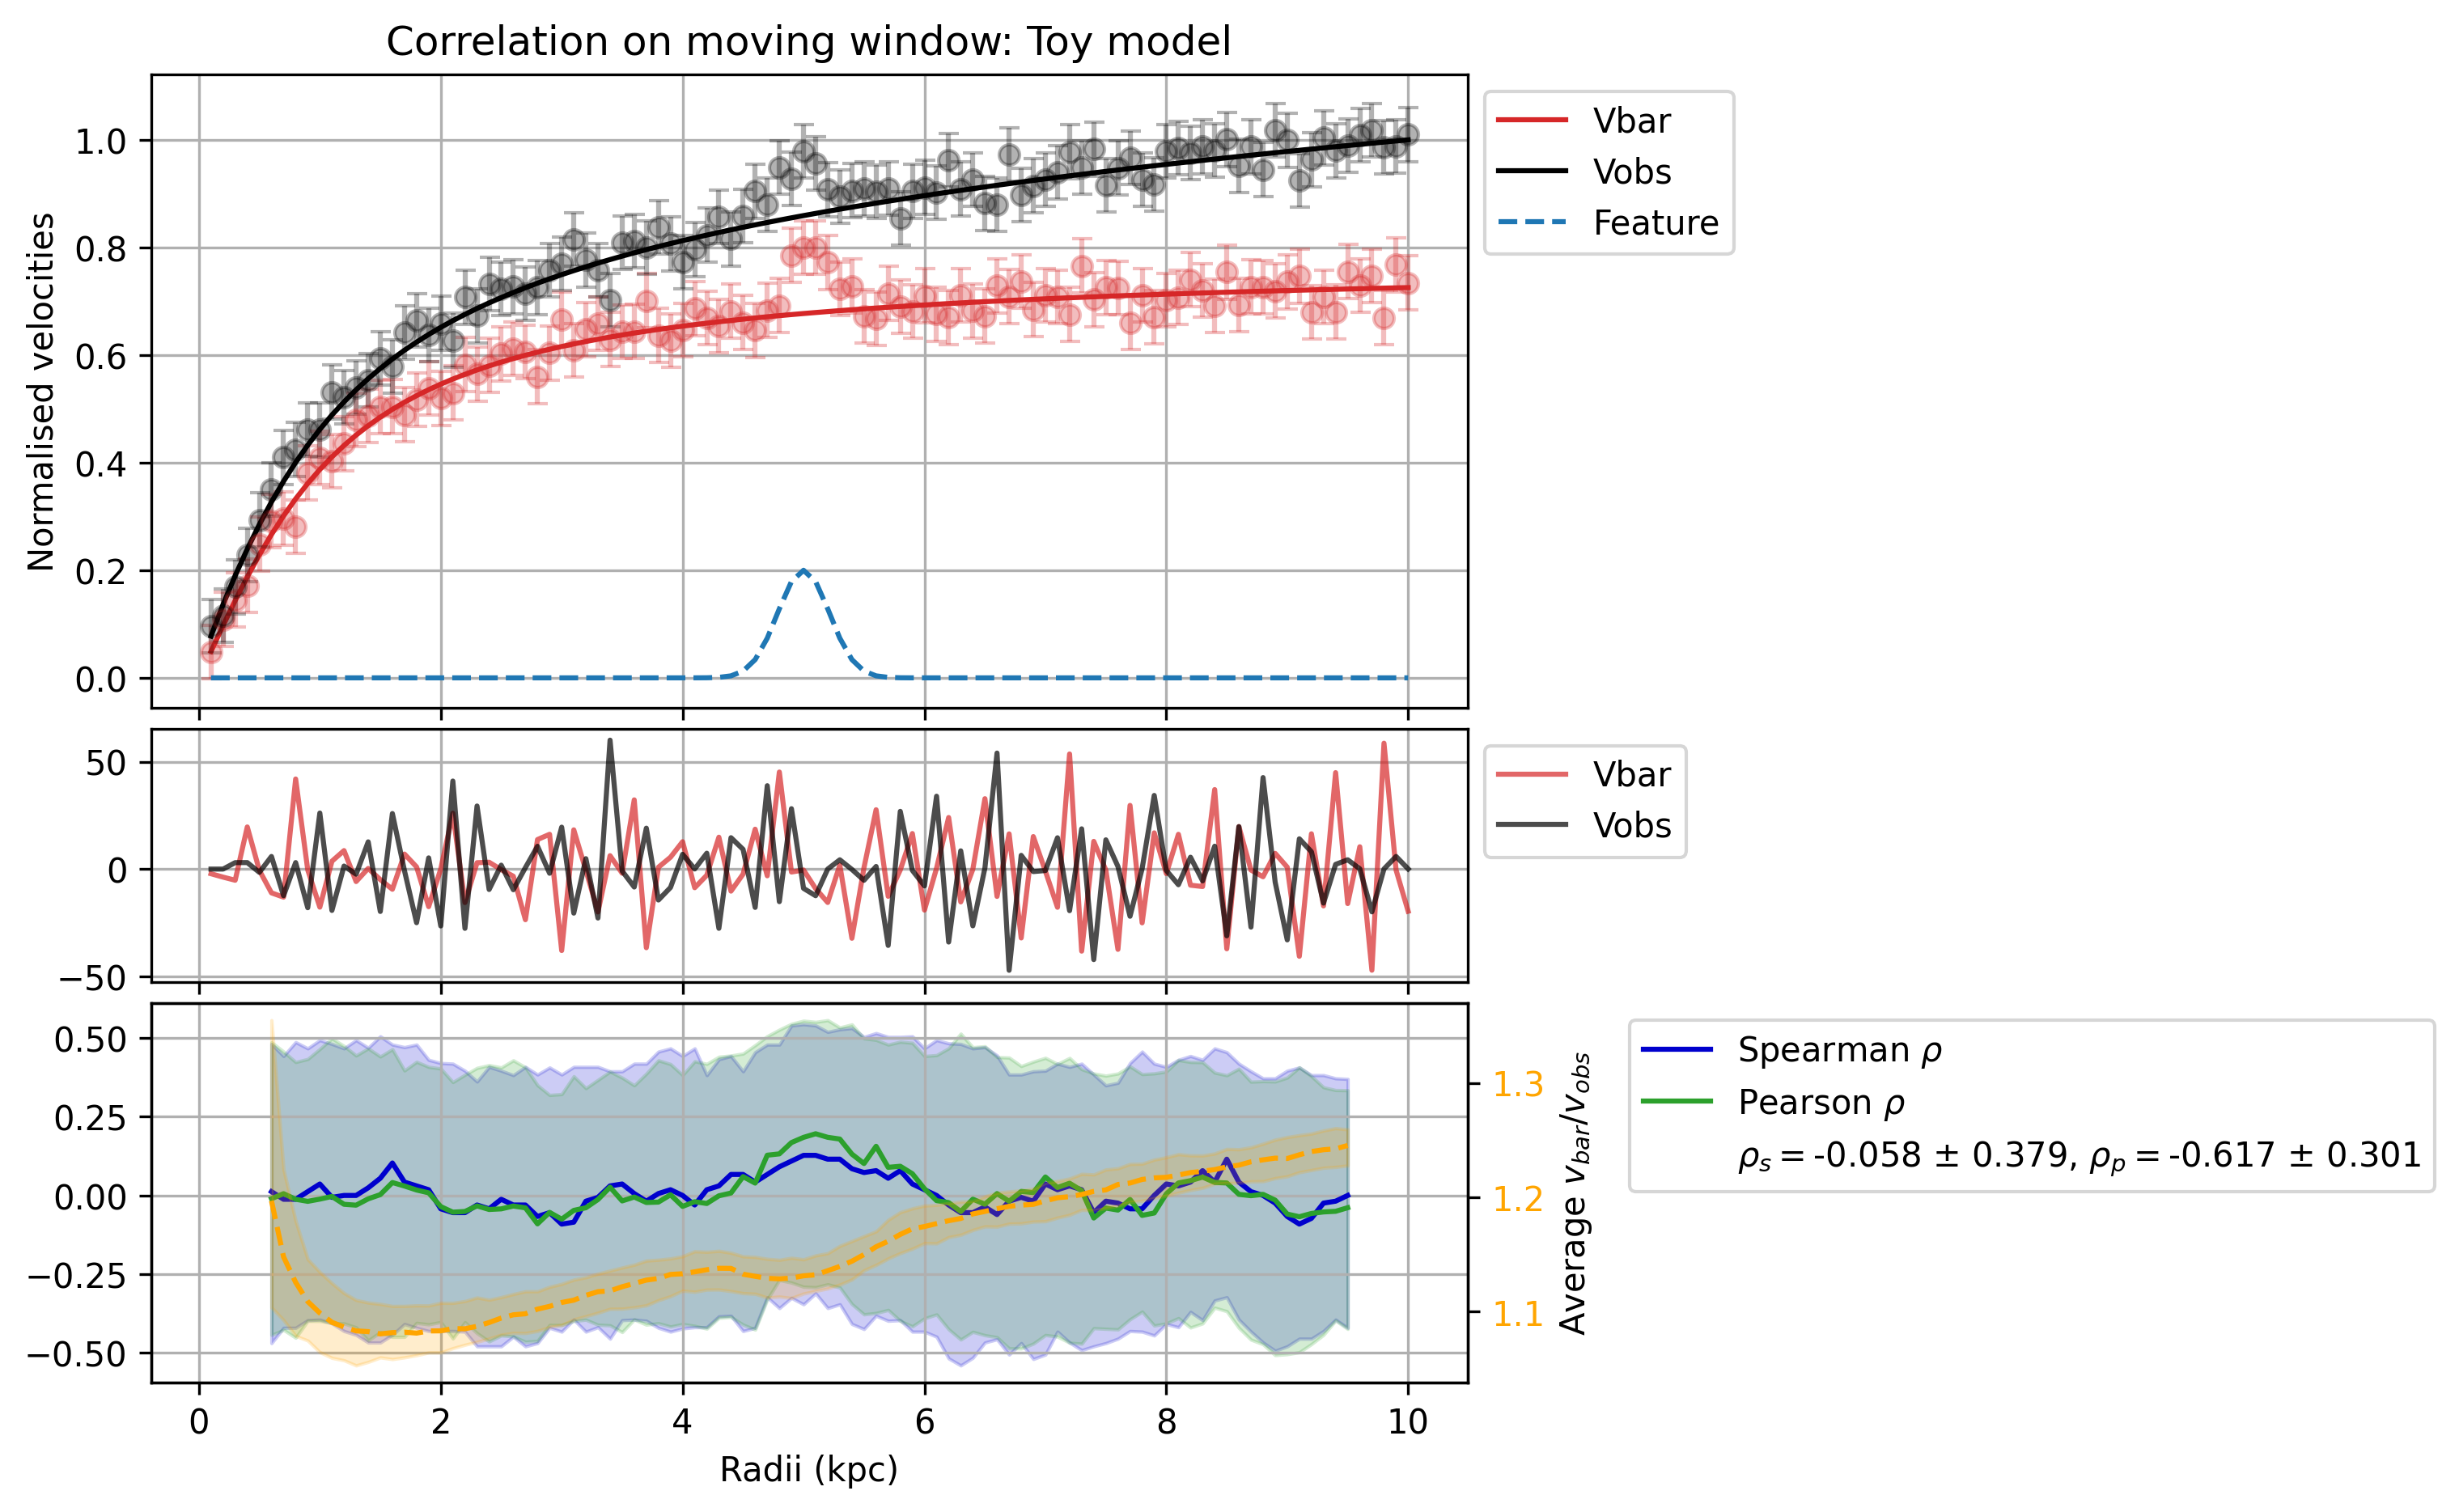 Correlation on moving window: Toy model
Normalised velocities
1.0
0.8
0.6
0.4
0.2
0.0
Vbar
Vobs
Feature
50
0
−50
Vbar
Vobs
0.50
0.25
0.00
−0.25
−0.50
1.3
1.2
1.1
Average v_bar/v_obs
Spearman ρ
Pearson ρ
ρ_s = -0.058 ± 0.379, ρ_p = -0.617 ± 0.301
0 2 4 6 8 10
Radii (kpc)